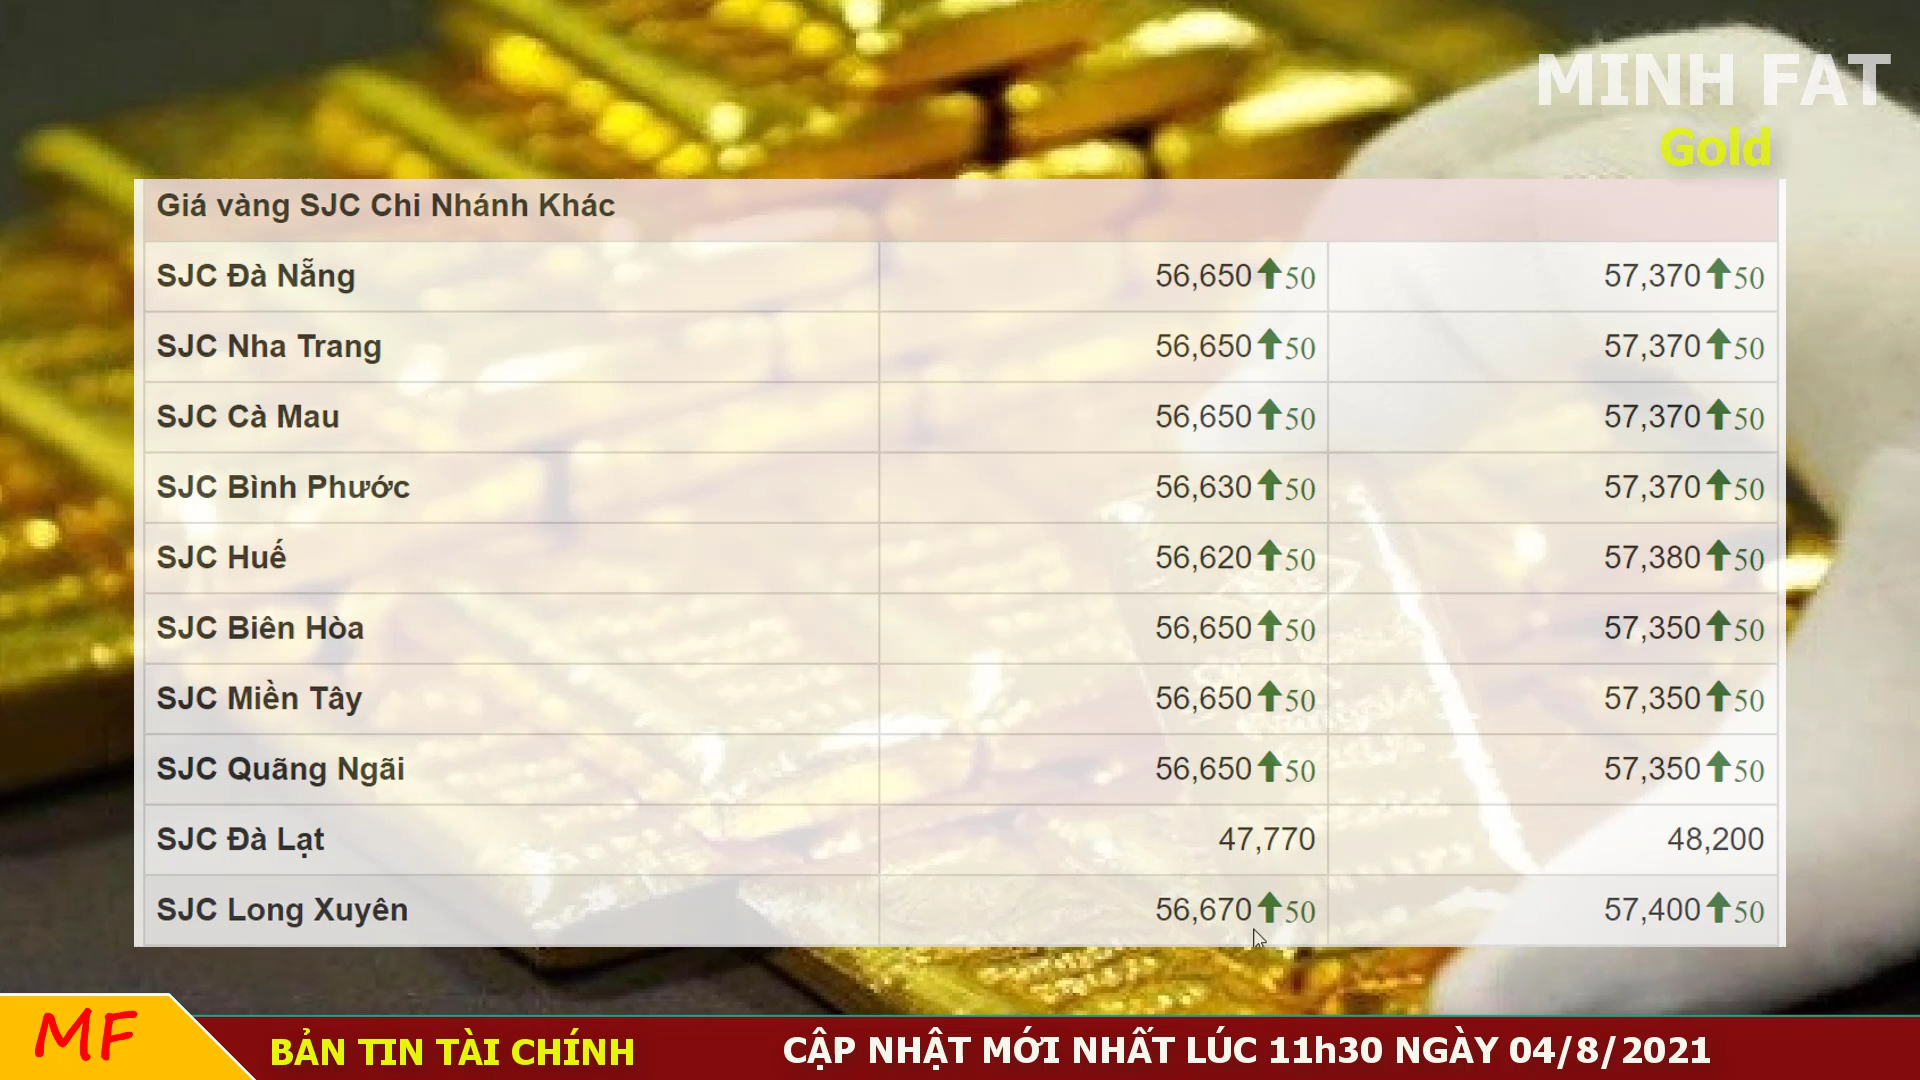 MINH FAT
Gold
Giá vàng SJC Chi Nhánh Khác
SJC Đà Nẵng 56,650 50 57,370 50
SJC Nha Trang 56,650 50 57,370 50
SJC Cà Mau 56,650 50 57,370 50
SJC Bình Phước 56,630 50 57,370 50
SJC Huế 56,620 50 57,380 50
SJC Biên Hòa 56,650 50 57,350 50
SJC Miền Tây 56,650 50 57,350 50
SJC Quãng Ngãi 56,650 50 57,350 50
SJC Đà Lạt 47,770 48,200
SJC Long Xuyên 56,670 50 57,400 50
MF BẢN TIN TÀI CHÍNH CẬP NHẬT MỚI NHẤT LÚC 11h30 NGÀY 04/8/2021